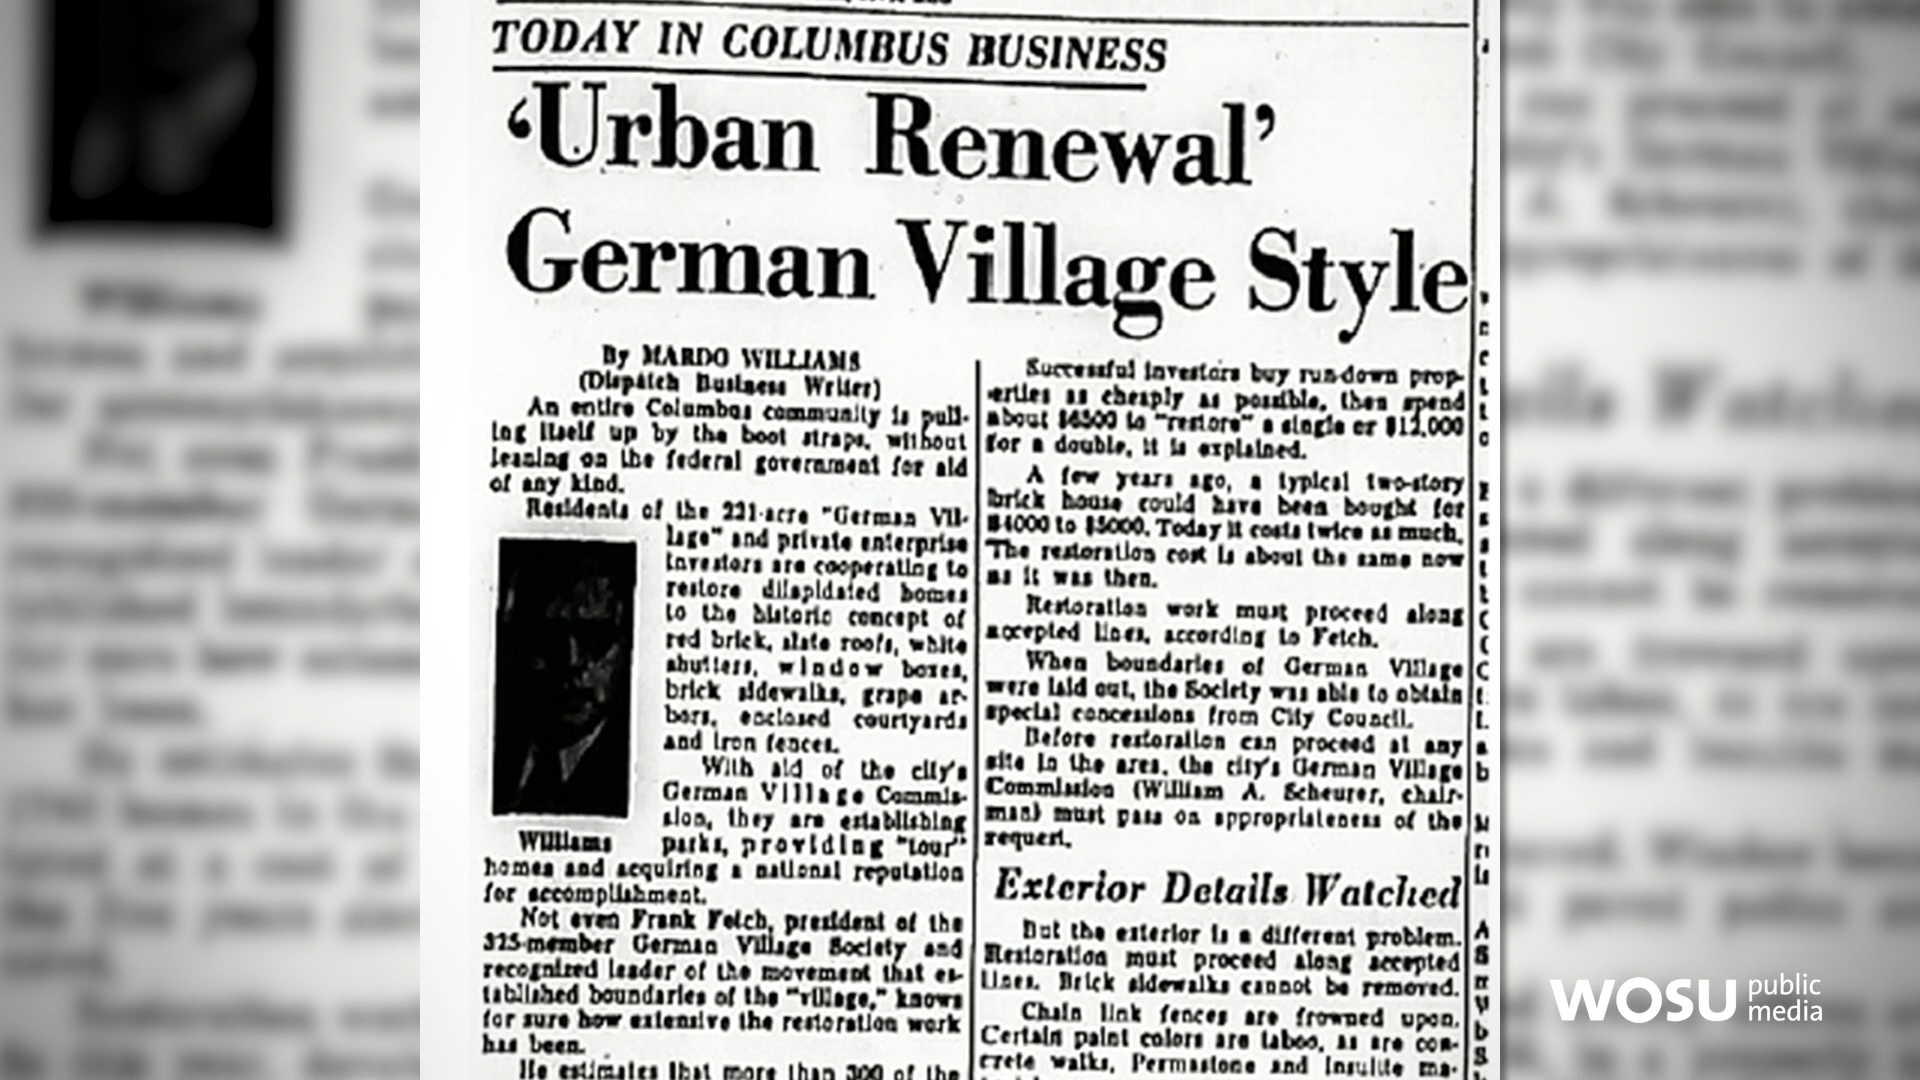 TODAY IN COLUMBUS BUSINESS
‘Urban Renewal’
German Village Style
By MARDO WILLIAMS
(Dispatch Business Writer)
An entire Columbus community is pull-
ing itself up by the boot straps, without
leaning on the federal government for aid
of any kind.
Residents of the 221-acre "German Vil-
lage" and private enterprise
investors are cooperating to
restore dilapidated homes
to the historic concept of
red brick, slate roofs, white
shutters, window boxes,
brick sidewalks, grape ar-
bors, enclosed courtyards
and iron fences.
With aid of the city's
German Village Commis-
sion, they are establishing
parks, providing "tour"
Williams
homes and acquiring a national reputation
for accomplishment.
Not even Frank Fetch, president of the
325-member German Village Society and
recognized leader of the movement that es-
tablished boundaries of the "village," knows
for sure how extensive the restoration work
has been.
He estimates that more than 300 of the
Successful investors buy run-down prop-
erties as cheaply as possible, then spend
about $6500 to "restore" a single or $12,000
for a double, it is explained.
A few years ago, a typical two-story
brick house could have been bought for
$4000 to $5000. Today it costs twice as much.
The restoration cost is about the same now
as it was then.
Restoration work must proceed along
accepted lines, according to Fetch.
When boundaries of German Village
were laid out, the Society was able to obtain
special concessions from City Council.
Before restoration can proceed at any
site in the area, the city's German Village
Commission (William A. Scheurer, chair-
man) must pass on appropriateness of the
request.
Exterior Details Watched
But the exterior is a different problem.
Restoration must proceed along accepted
lines. Brick sidewalks cannot be removed.
Chain link fences are frowned upon.
Certain paint colors are taboo, as are con-
crete walks, Permastone and Insulite ma-
WOSU public media